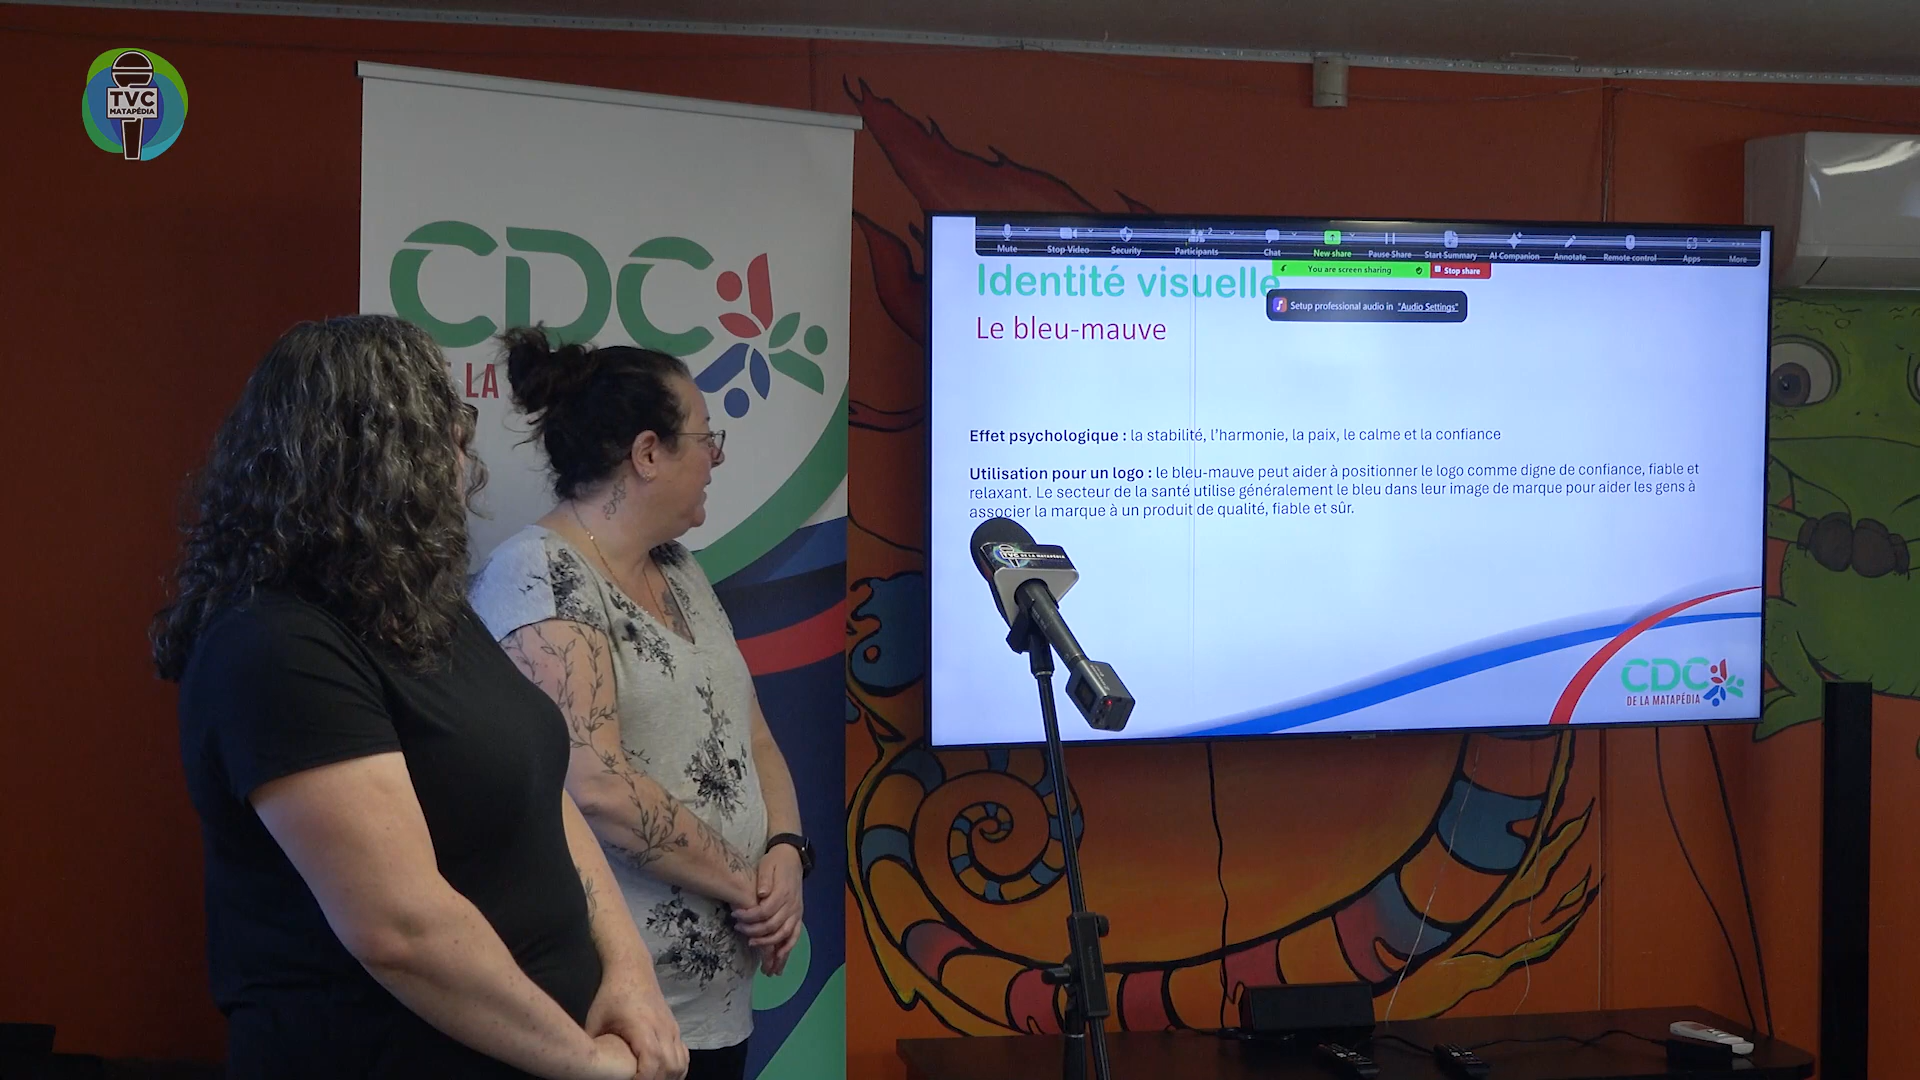 TVC
MATAPÉDIA
CDC
LA
Mute
Stop Video
Security
Participants
2
Chat
New share
Pause Share
Start Summary
AI Companion
Annotate
Remote control
Apps
More
You are screen sharing
Stop share
Setup professional audio in "Audio Settings"
Identité visuelle
Le bleu-mauve
Effet psychologique : la stabilité, l'harmonie, la paix, le calme et la confiance
Utilisation pour un logo : le bleu-mauve peut aider à positionner le logo comme digne de confiance, fiable et
relaxant. Le secteur de la santé utilise généralement le bleu dans leur image de marque pour aider les gens à
associer la marque à un produit de qualité, fiable et sûr.
TVC DE LA MATAPÉDIA
CDC
DE LA MATAPÉDIA